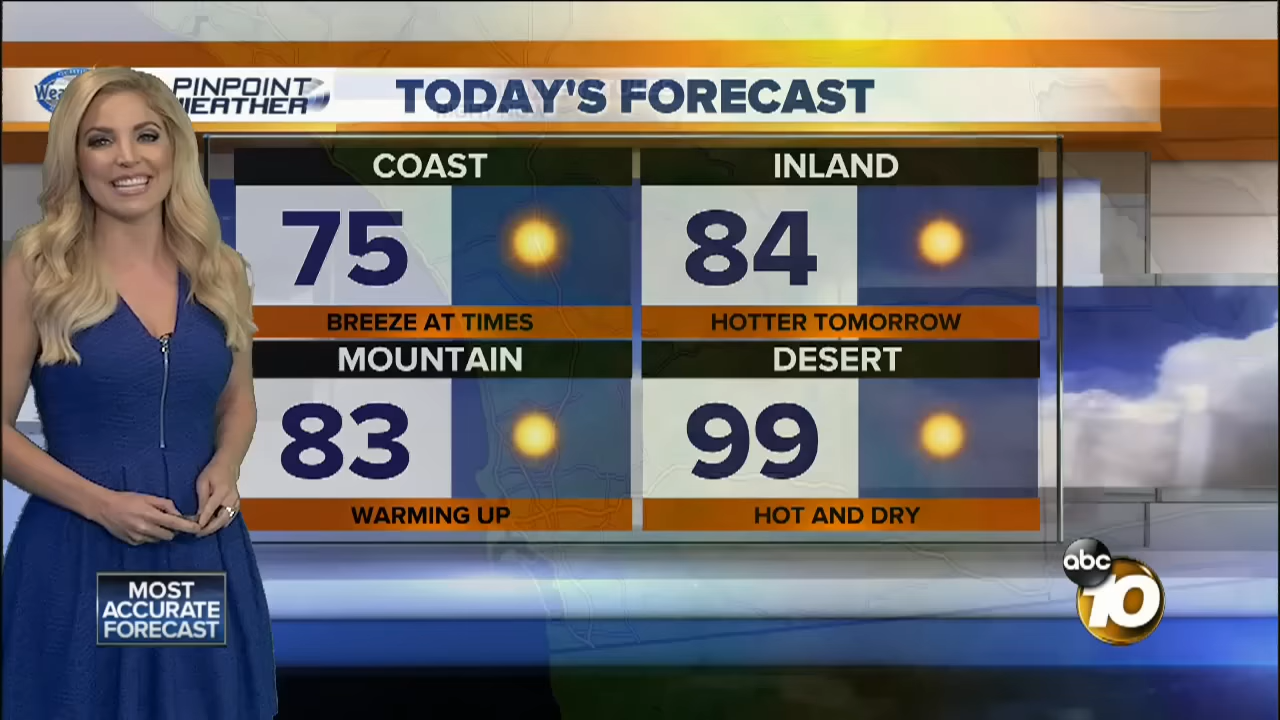 PINPOINT
WEATHER
TODAY'S FORECAST
COAST
75
BREEZE AT TIMES
INLAND
84
HOTTER TOMORROW
MOUNTAIN
83
WARMING UP
DESERT
99
HOT AND DRY
MOST
ACCURATE
FORECAST
abc
10